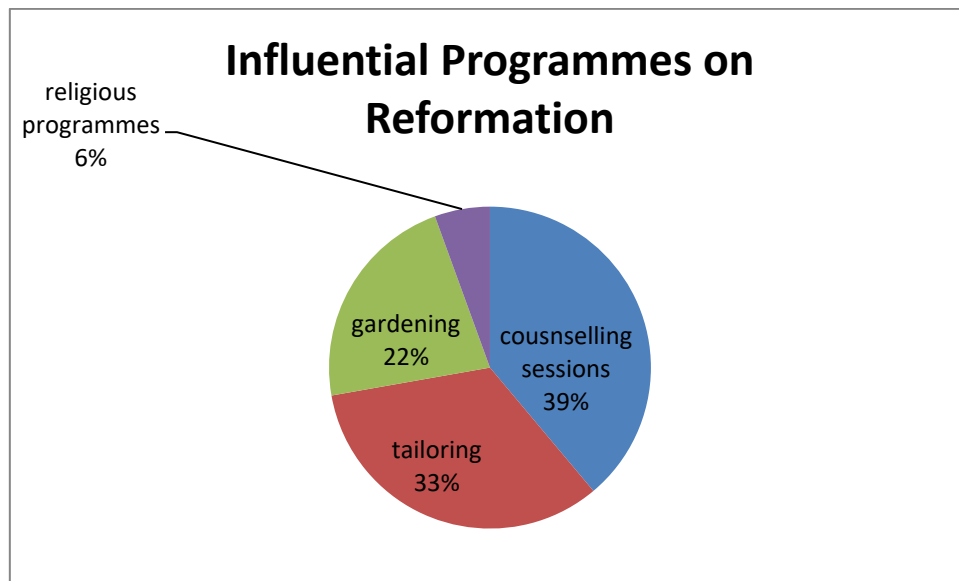 Influential Programmes on
Reformation
religious
programmes
6%
gardening
22%
cousnselling
sessions
39%
tailoring
33%